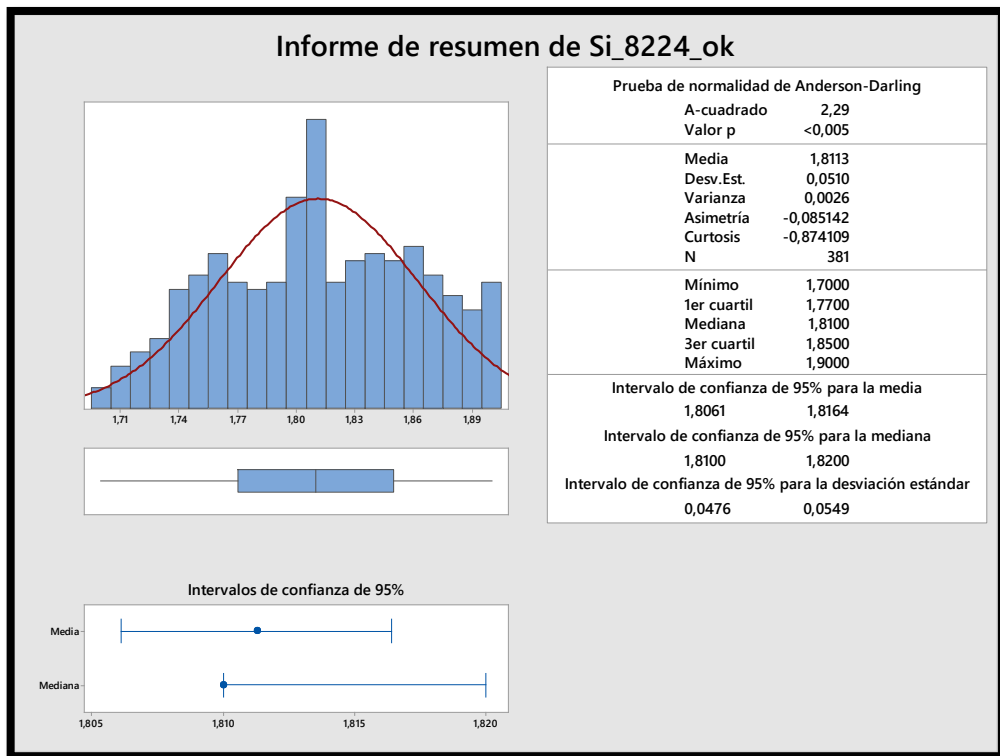 Informe de resumen de Si_8224_ok
1,71 1,74 1,77 1,80 1,83 1,86 1,89
Intervalos de confianza de 95%
Media
Mediana
1,805 1,810 1,815 1,820
Prueba de normalidad de Anderson-Darling
A-cuadrado 2,29
Valor p <0,005
Media 1,8113
Desv.Est. 0,0510
Varianza 0,0026
Asimetría -0,085142
Curtosis -0,874109
N 381
Mínimo 1,7000
1er cuartil 1,7700
Mediana 1,8100
3er cuartil 1,8500
Máximo 1,9000
Intervalo de confianza de 95% para la media
1,8061 1,8164
Intervalo de confianza de 95% para la mediana
1,8100 1,8200
Intervalo de confianza de 95% para la desviación estándar
0,0476 0,0549